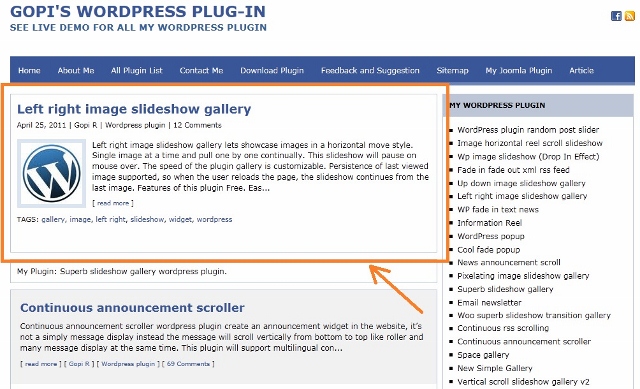 GOPI'S WORDPRESS PLUG-IN
SEE LIVE DEMO FOR ALL MY WORDPRESS PLUGIN
Home About Me All Plugin List Contact Me Download Plugin Feedback and Suggestion Sitemap My Joomla Plugin Article
Left right image slideshow gallery
April 25, 2011 | Gopi R | Wordpress plugin | 12 Comments
Left right image slideshow gallery lets showcase images in a horizontal move style.
Single image at a time and pull one by one continually. This slideshow will pause on
mouse over. The speed of the plugin gallery is customizable. Persistence of last viewed
image supported, so when the user reloads the page, the slideshow continues from the
last image. Features of this plugin Free. Eas...
[ read more ]
TAGS: gallery, image, left right, slideshow, widget, wordpress
My Plugin: Superb slideshow gallery wordpress plugin.
Continuous announcement scroller
Continuous announcement scroller wordpress plugin create an announcement widget in the website, it's
not a simply message display instead the message will scroll vertically from bottom to top like roller and
many message display at the same time. This plugin will support multilingual con...
[ read more ] [ Gopi R ] [ Wordpress plugin ] [ 69 Comments ]
MY WORDPRESS PLUGIN
WordPress plugin random post slider
Image horizontal reel scroll slideshow
Wp image slideshow (Drop In Effect)
Fade in fade out xml rss feed
Up down image slideshow gallery
Left right image slideshow gallery
WP fade in text news
Information Reel
WordPress popup
Cool fade popup
News announcement scroll
Pixelating image slideshow gallery
Superb slideshow gallery
Email newsletter
Woo superb slideshow transition gallery
Continuous rss scrolling
Continuous announcement scroller
Space gallery
New Simple Gallery
Vertical scroll slideshow gallery v2